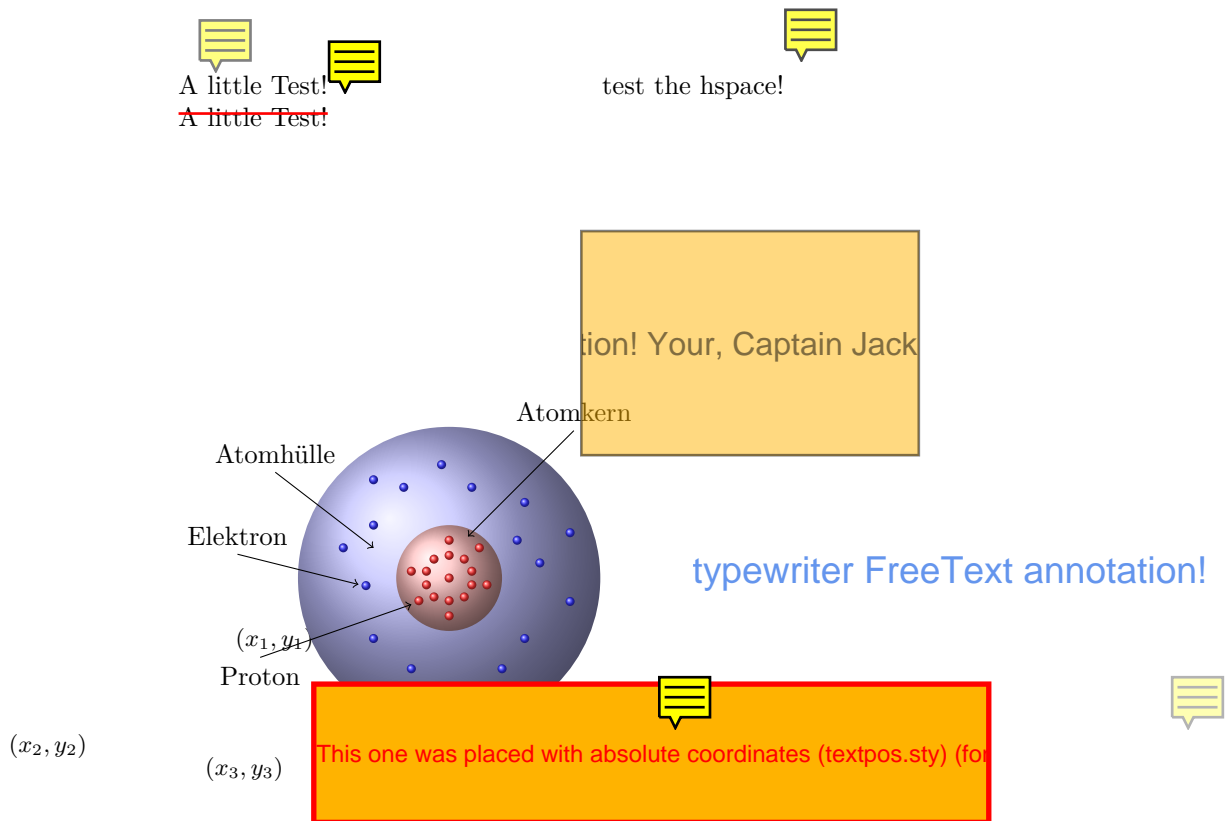 A little Test!
test the hspace!
A little Test!
tion! Your, Captain Jack
Atomkern
Atomhülle
Elektron
typewriter FreeText annotation!
(x₁, y₁)
Proton
(x₂, y₂)
This one was placed with absolute coordinates (textpos.sty) (for
(x₃, y₃)